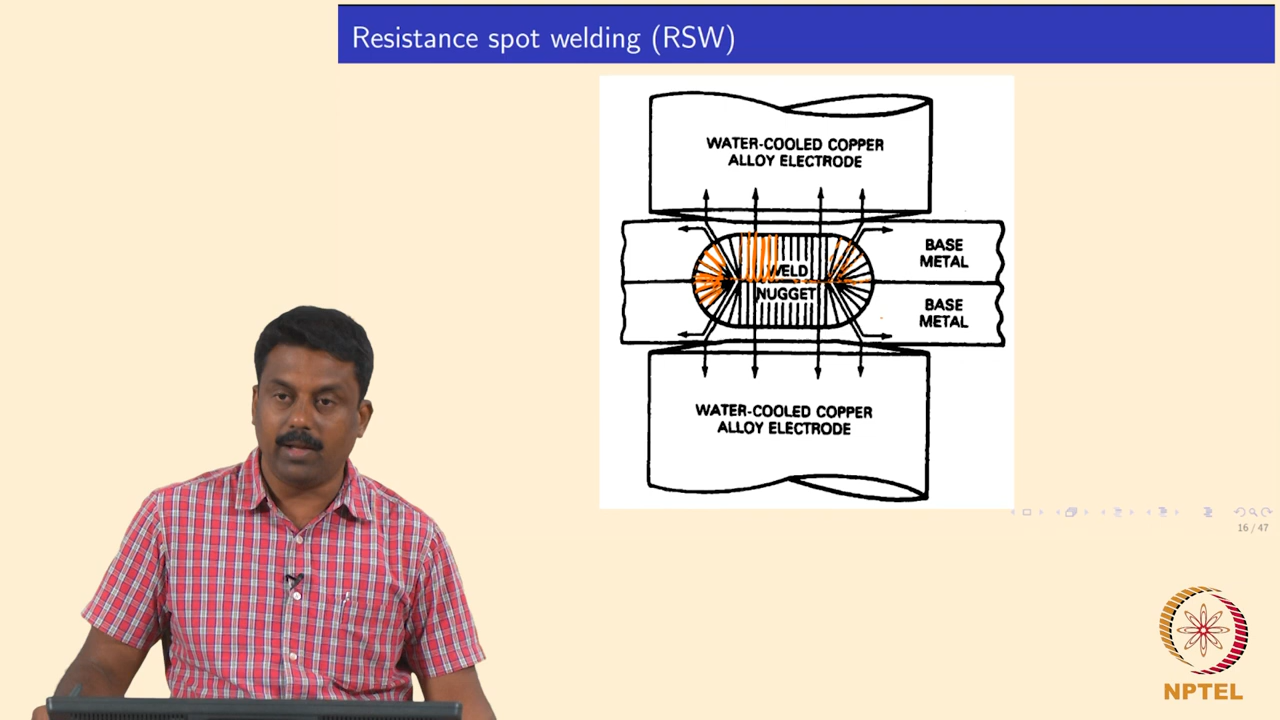 Resistance spot welding (RSW)
WATER-COOLED COPPER
ALLOY ELECTRODE
BASE
METAL
WELD
NUGGET
BASE
METAL
WATER-COOLED COPPER
ALLOY ELECTRODE
16 / 47
NPTEL